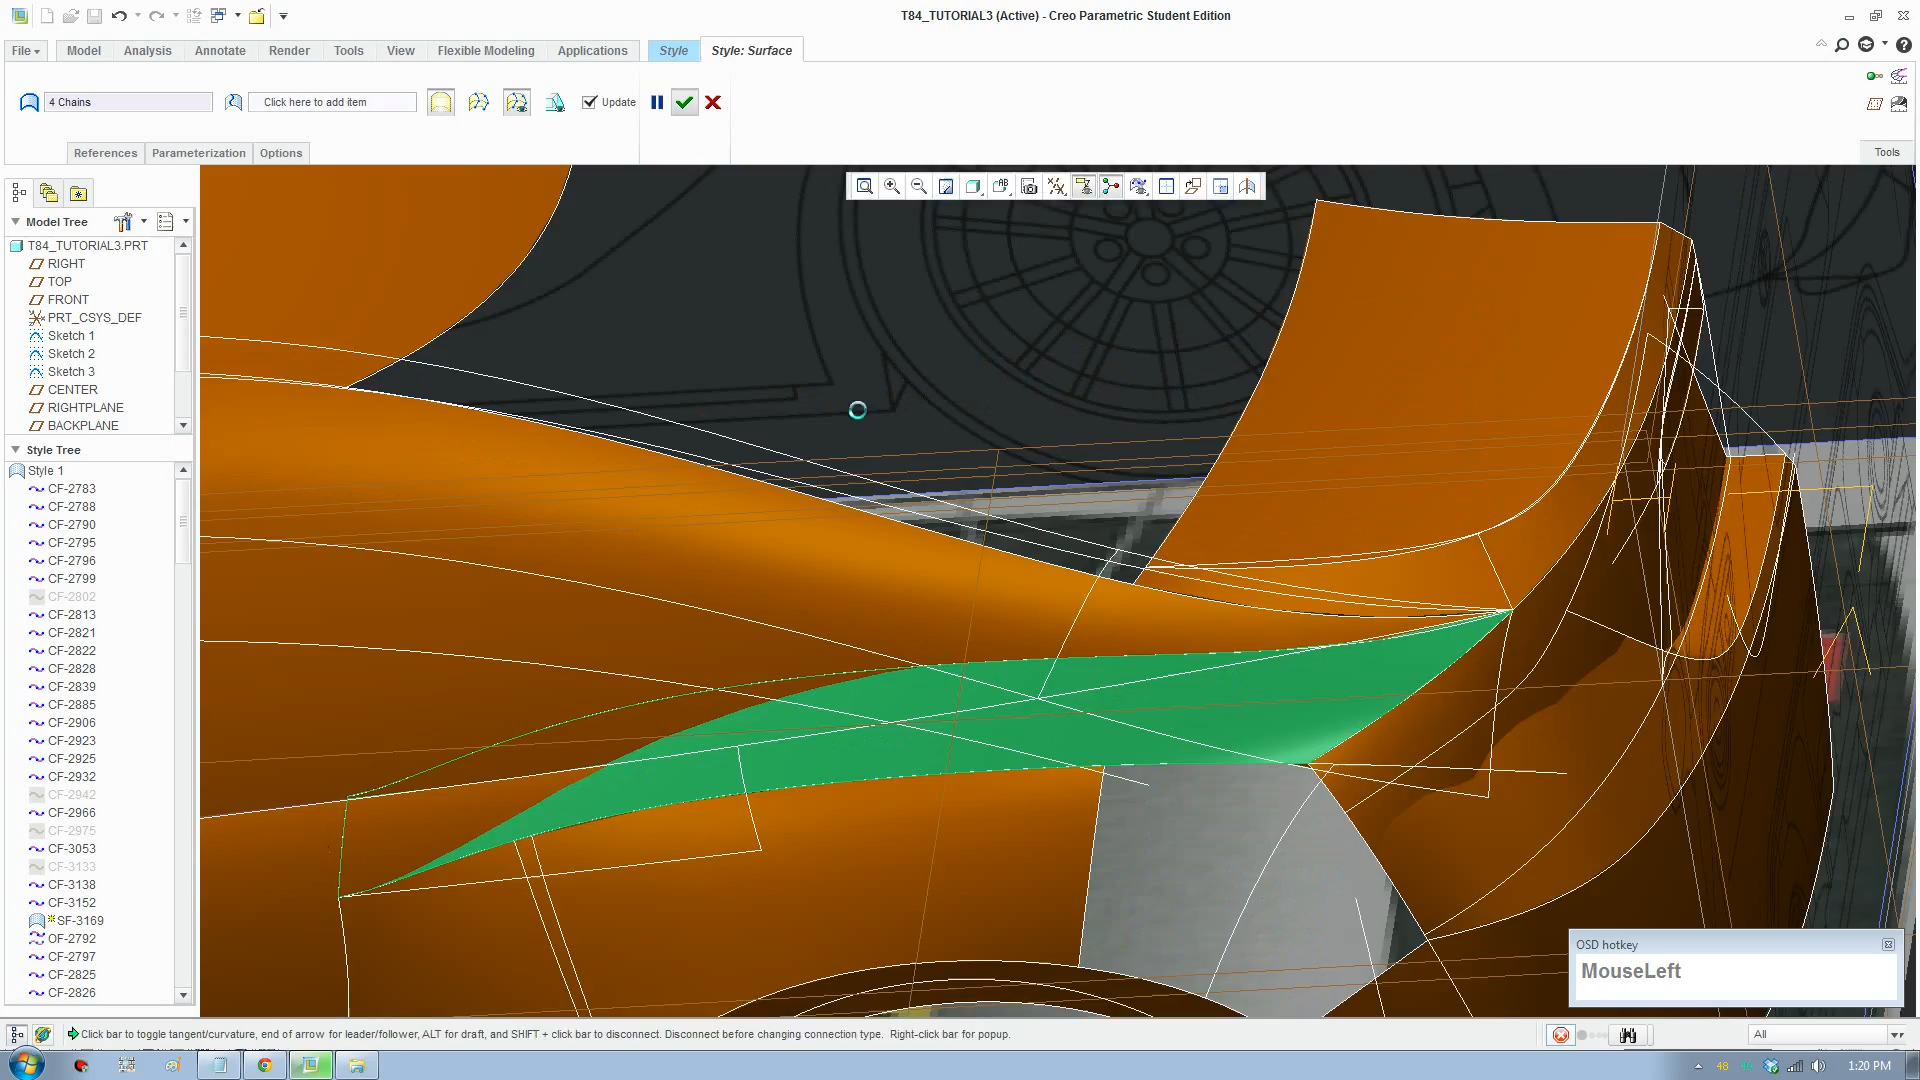 T84_TUTORIAL3 (Active) - Creo Parametric Student Edition
File
Model
Analysis
Annotate
Render
Tools
View
Flexible Modeling
Applications
Style
Style: Surface
4 Chains
Click here to add item
Update
References
Parameterization
Options
Tools
Model Tree
T84_TUTORIAL3.PRT
RIGHT
TOP
FRONT
PRT_CSYS_DEF
Sketch 1
Sketch 2
Sketch 3
CENTER
RIGHTPLANE
BACKPLANE
Style Tree
Style 1
CF-2783
CF-2788
CF-2790
CF-2795
CF-2796
CF-2799
CF-2802
CF-2813
CF-2821
CF-2822
CF-2828
CF-2839
CF-2885
CF-2906
CF-2923
CF-2925
CF-2932
CF-2942
CF-2966
CF-2975
CF-3053
CF-3133
CF-3138
CF-3152
SF-3169
OF-2792
CF-2797
CF-2825
CF-2826
OSD hotkey
MouseLeft
Click bar to toggle tangent/curvature, end of arrow for leader/follower, ALT for draft, and SHIFT + click bar to disconnect. Disconnect before changing connection type. Right-click bar for popup.
All
48
1:20 PM